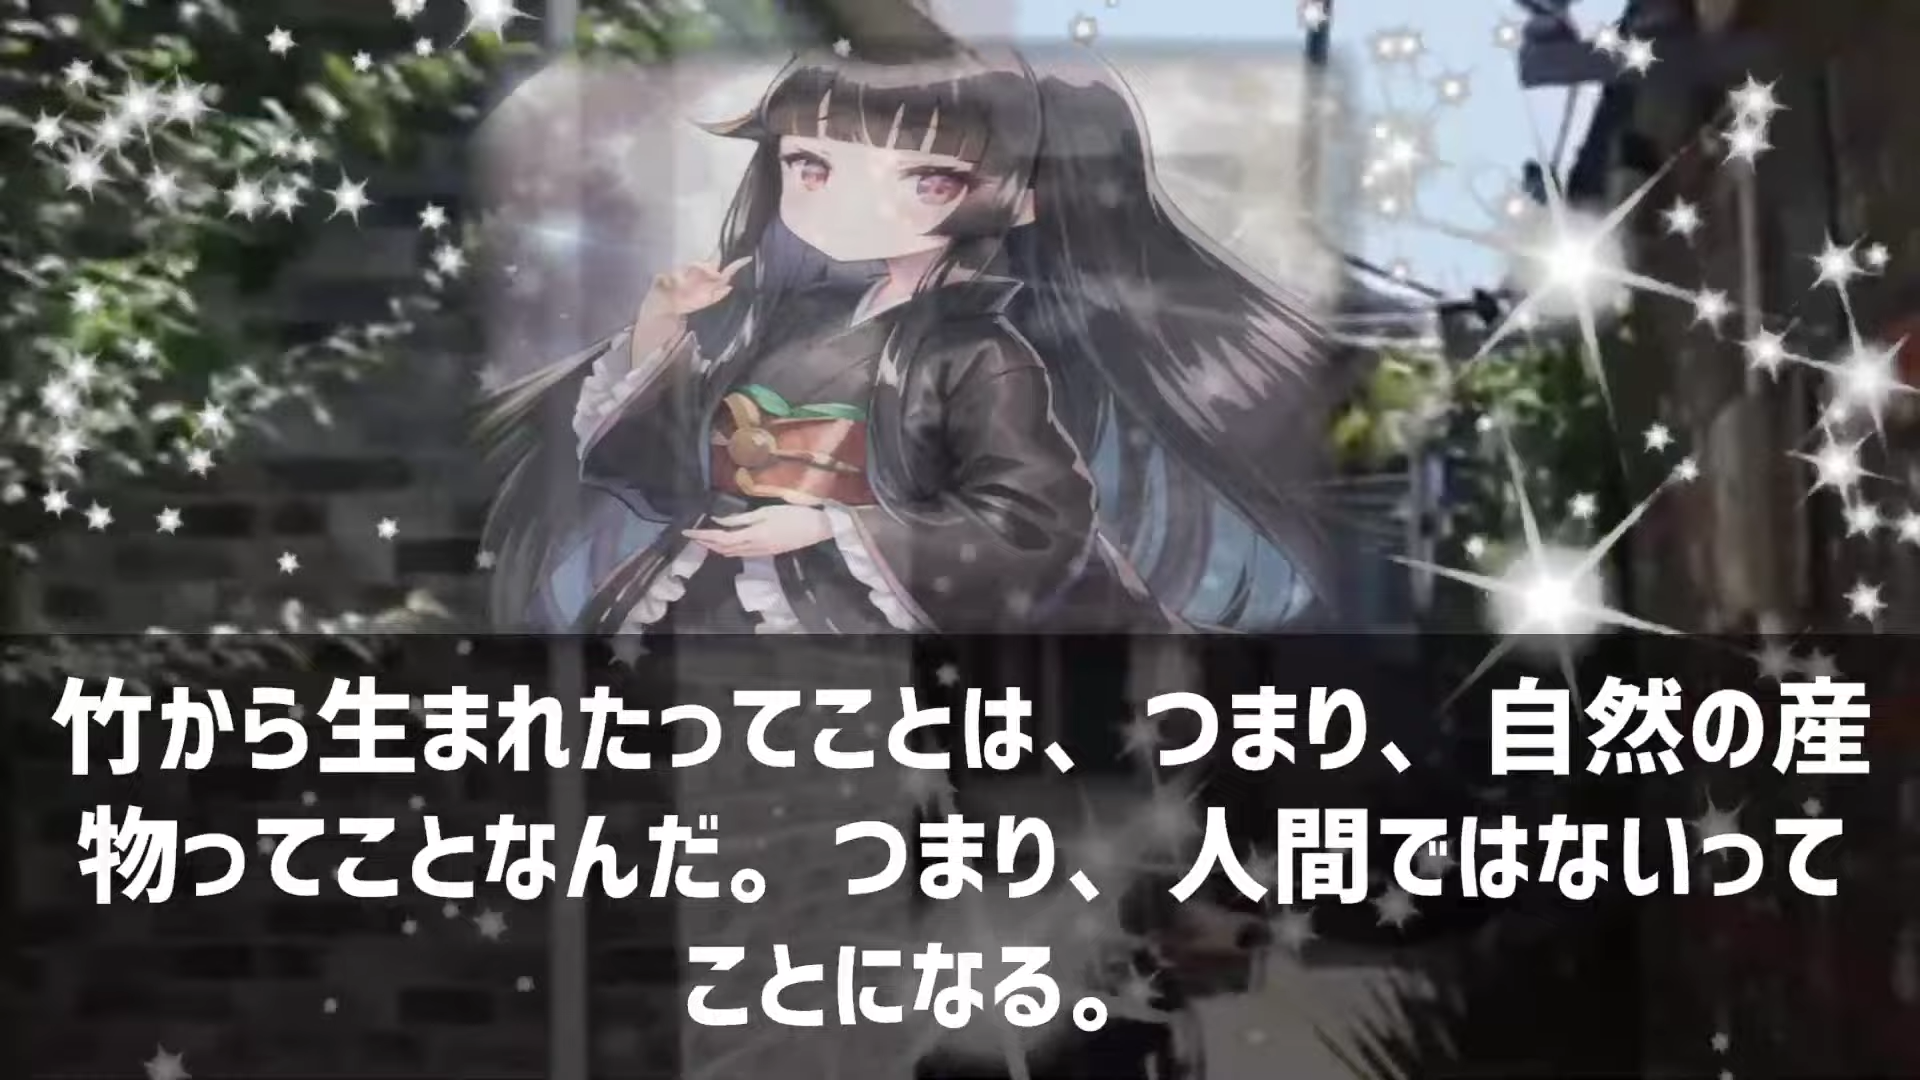 竹から生まれたってことは、つまり、自然の産
物ってことなんだ。つまり、人間ではないって
ことになる。